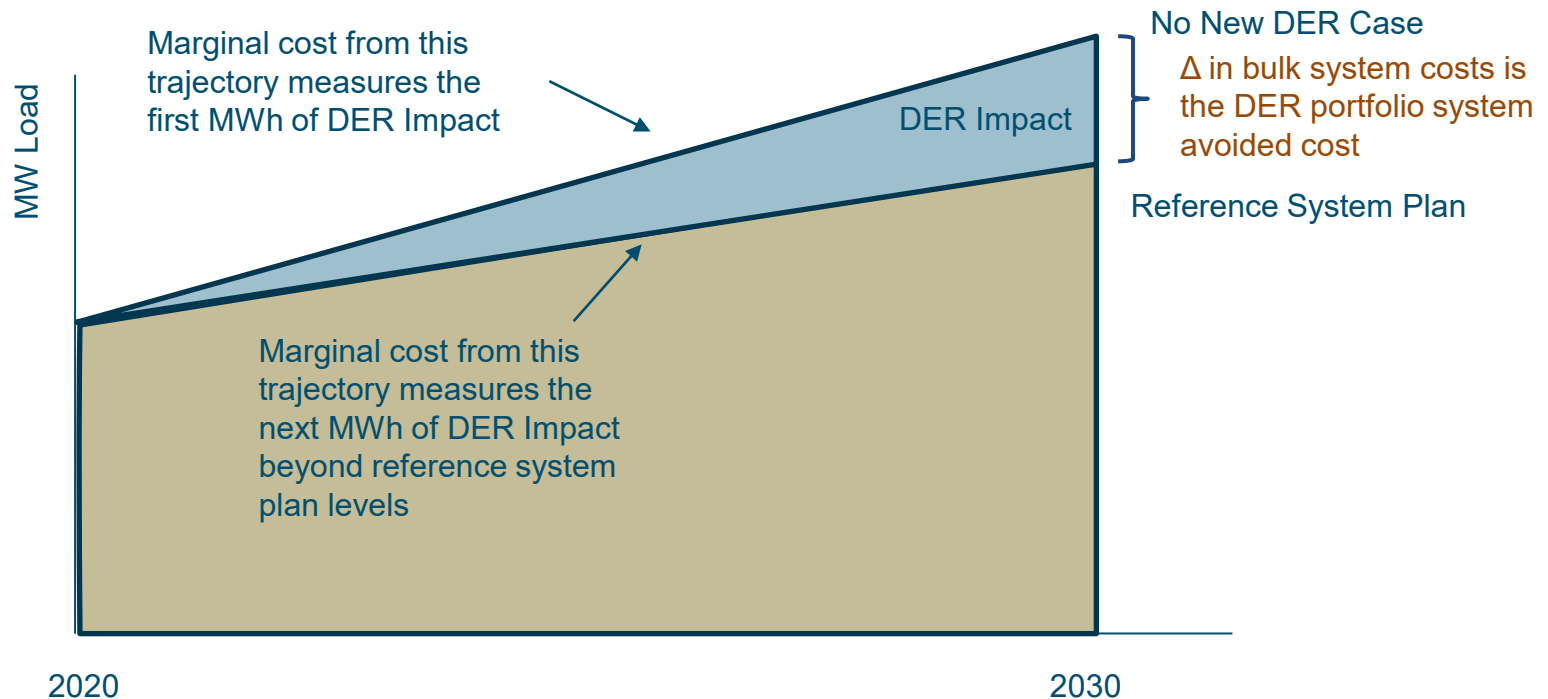 Marginal cost from this
trajectory measures the
first MWh of DER Impact
No New DER Case
Δ in bulk system costs is
the DER portfolio system
avoided cost
DER Impact
MW Load
Reference System Plan
Marginal cost from this
trajectory measures the
next MWh of DER Impact
beyond reference system
plan levels
2020
2030